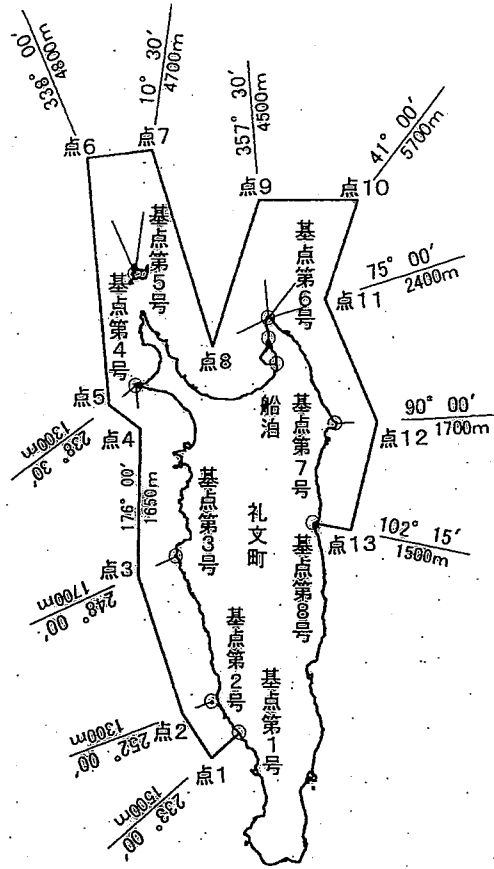 338° 00′
4800m
10° 30′
4700m
357° 30′
4500m
41° 00′
5700m
点6
点7
点9
点10
基点第5号
基点第6号
75° 00′
2400m
点11
基点第4号
点8
点5
点4
船泊
基点第7号
90° 00′
1700m
点12
238° 30′
1300m
176° 00′
1650m
基点第3号
礼文町
点13
102° 15′
1500m
点3
基点第8号
248° 00′
1700m
基点第2号
基点第1号
点2
252° 00′
1300m
点1
233° 00′
1500m